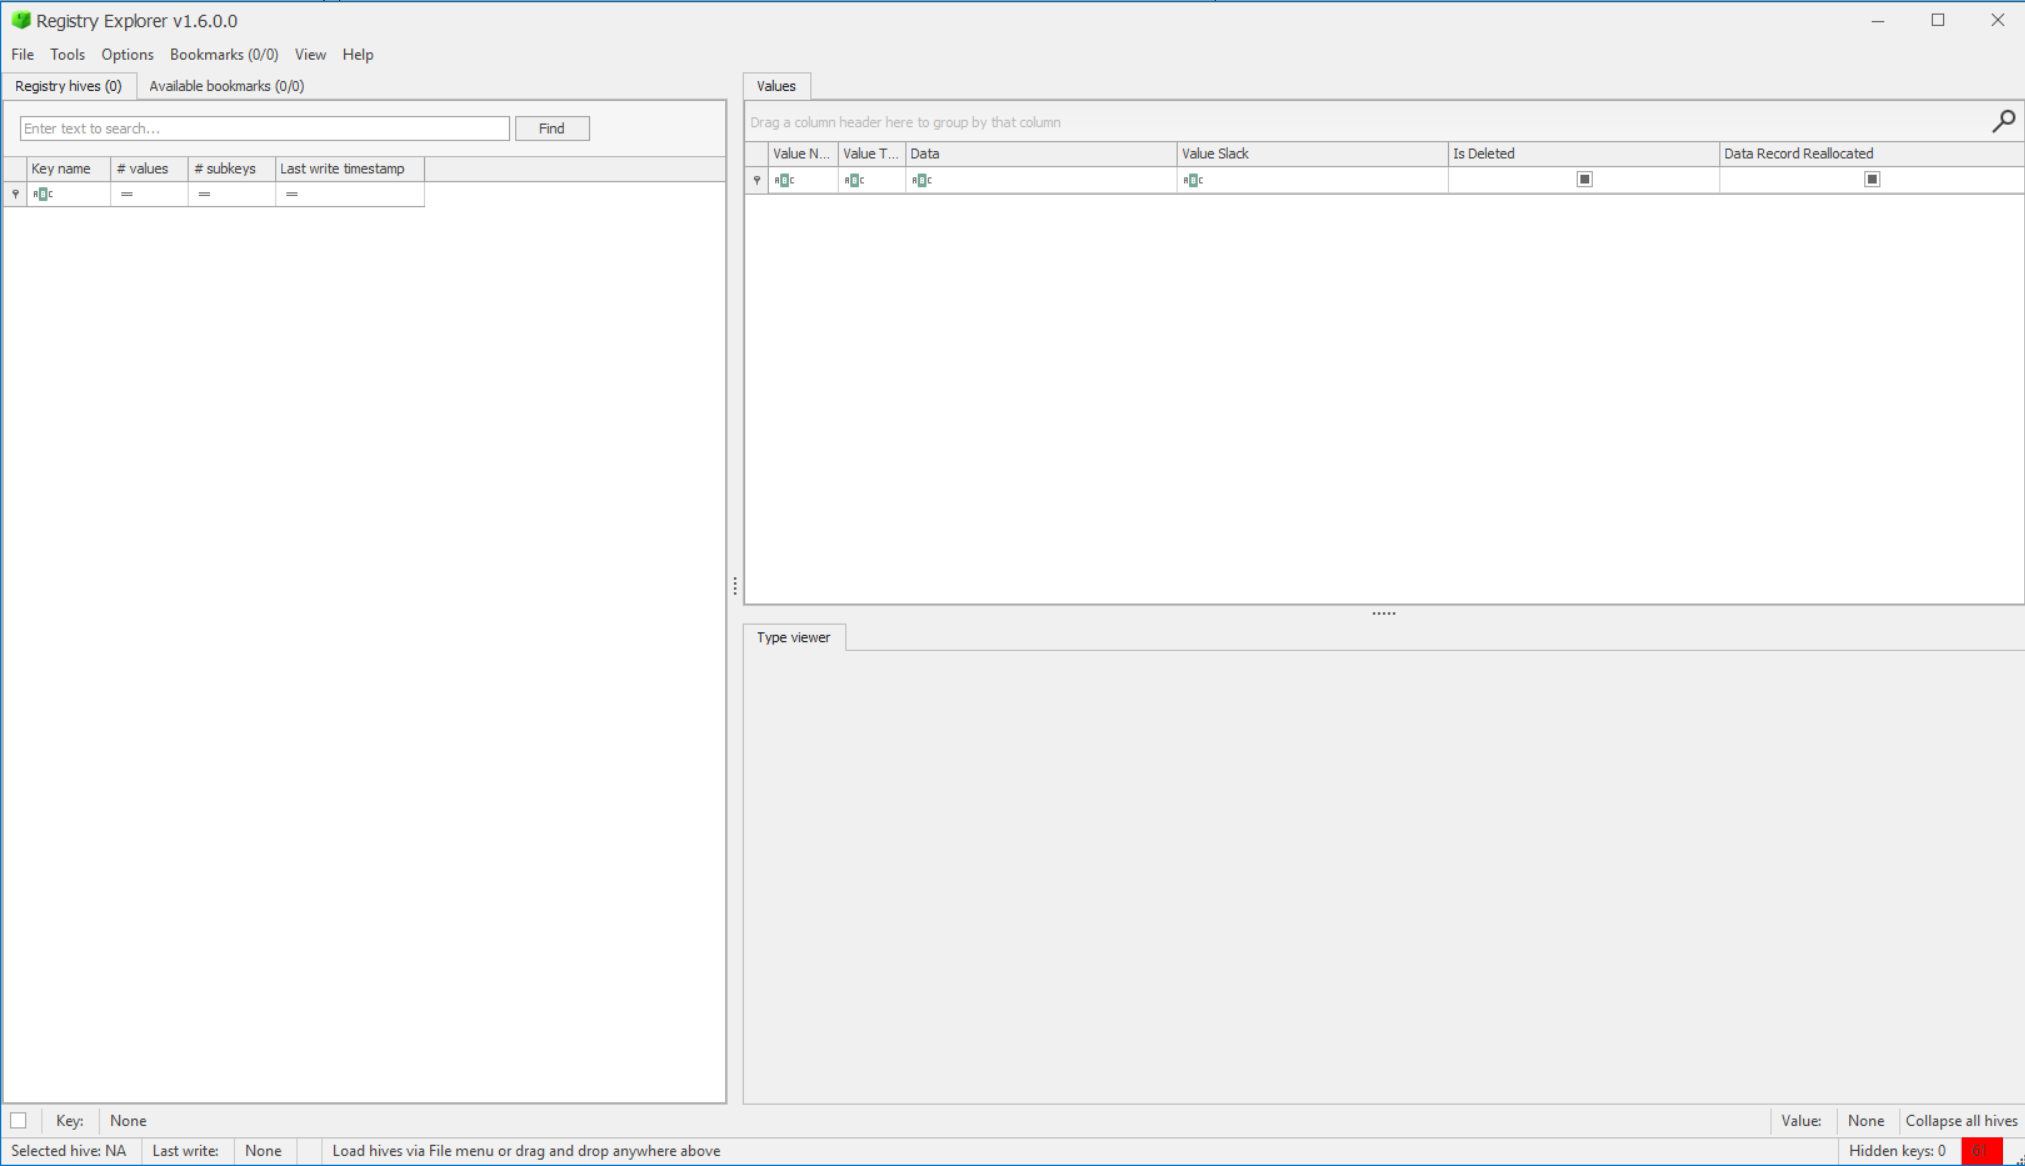 Registry Explorer v1.6.0.0
File Tools Options Bookmarks (0/0) View Help
Registry hives (0) Available bookmarks (0/0)
Enter text to search... Find
Key name # values # subkeys Last write timestamp
ABC = = =
Values
Drag a column header here to group by that column
Value N... Value T... Data Value Slack Is Deleted Data Record Reallocated
ABC ABC ABC ABC
Type viewer
Key: None Value: None Collapse all hives
Selected hive: NA Last write: None Load hives via File menu or drag and drop anywhere above Hidden keys: 0 61